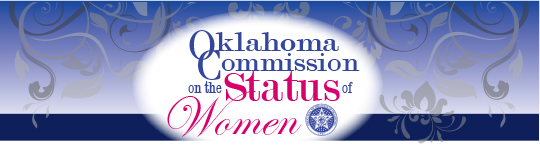 Oklahoma
Commission
on the Status of
Women